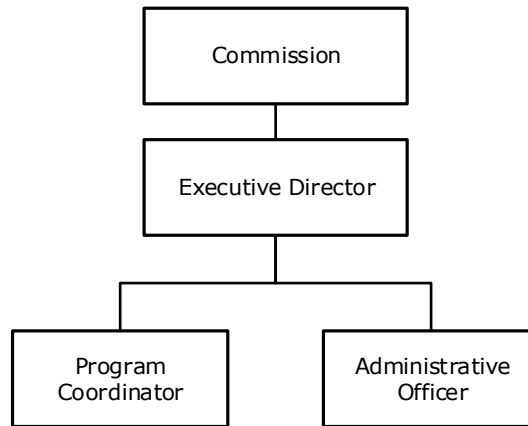 Commission
Executive Director
Program
Coordinator
Administrative
Officer